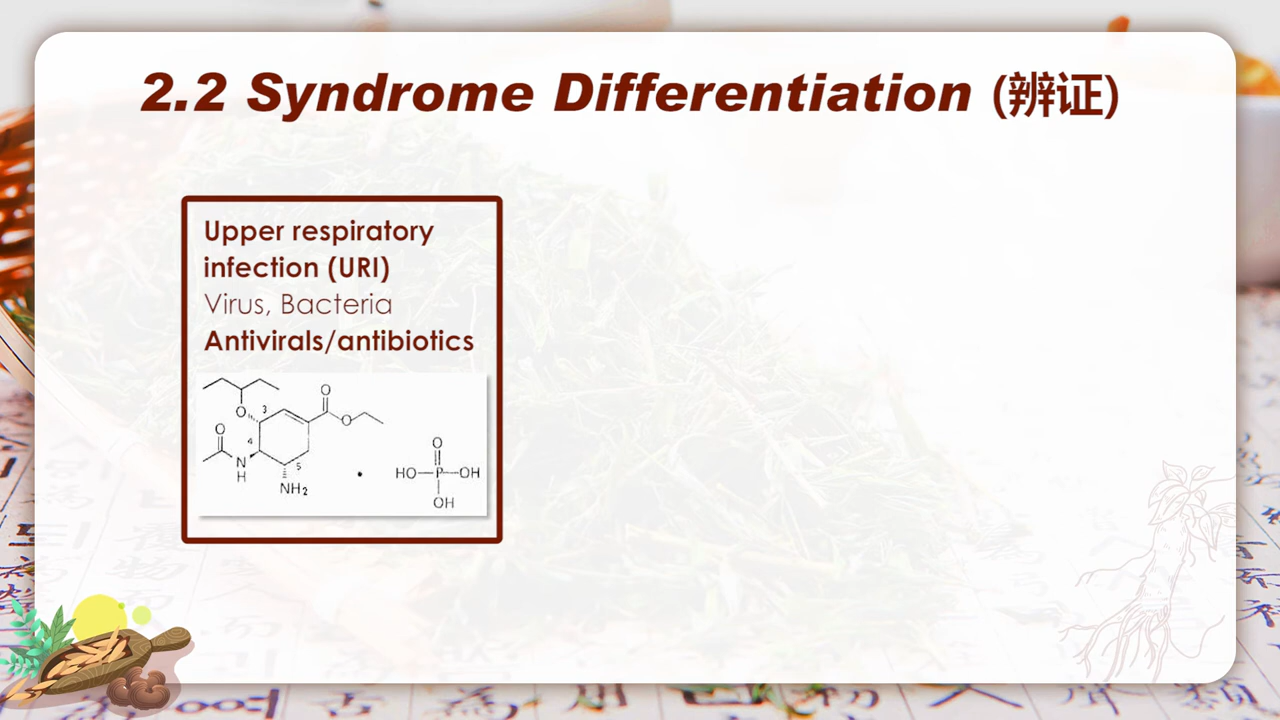 2.2 Syndrome Differentiation (辨证)
Upper respiratory
infection (URI)
Virus, Bacteria
Antivirals/antibiotics
O
O
3
O
O
4
N
H
5
NH2
O
HO P OH
OH